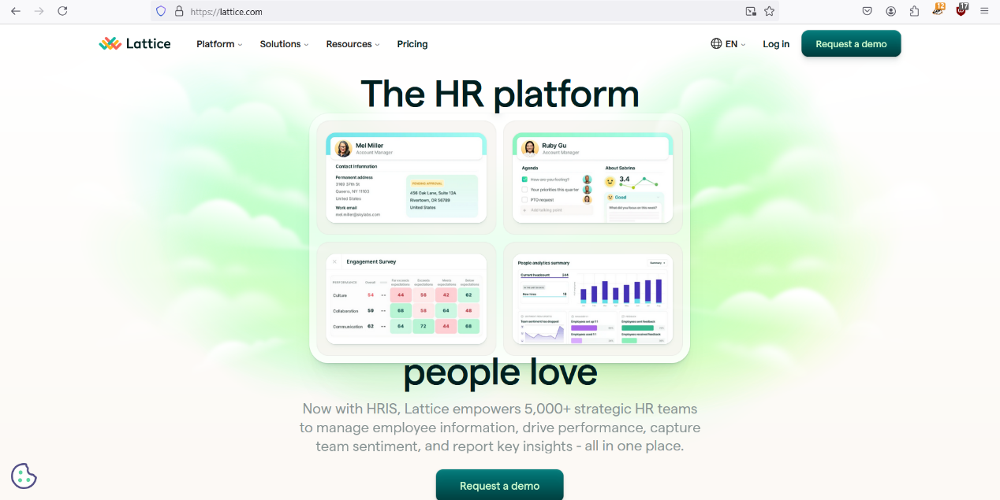 https://lattice.com
12
17
Lattice
Platform
Solutions
Resources
Pricing
EN
Log in
Request a demo
The HR platform
Mel Miller
Account Manager
Contact Information
Permanent address
3160 37th St
Queens, NY 11103
United States
Work email
mel.miller@skylabs.com
PENDING APPROVAL
456 Oak Lane, Suite 12A
Rivertown, OR 56789
United States
Ruby Gu
Account Manager
Agenda
How are you feeling?
Your priorities this quarter
PTO request
Add talking point
About Sabrina
3.4
Good
What did you focus on this week?
Engagement Survey
PERFORMANCE Overall Far exceeds expectations Exceeds expectations Meets expectations Below expectations
Culture 54 -- 44 56 42 62
Collaboration 59 -- 68 58 64 48
Communication 62 -- 64 72 44 68
People analytics summary
Summary
Current headcount 244
New hires 18
Team sentiment has dropped
Employees set up 1:1
Employees used 1:1
Employees sent feedback
Employees received feedback
people love
Now with HRIS, Lattice empowers 5,000+ strategic HR teams
to manage employee information, drive performance, capture
team sentiment, and report key insights - all in one place.
Request a demo